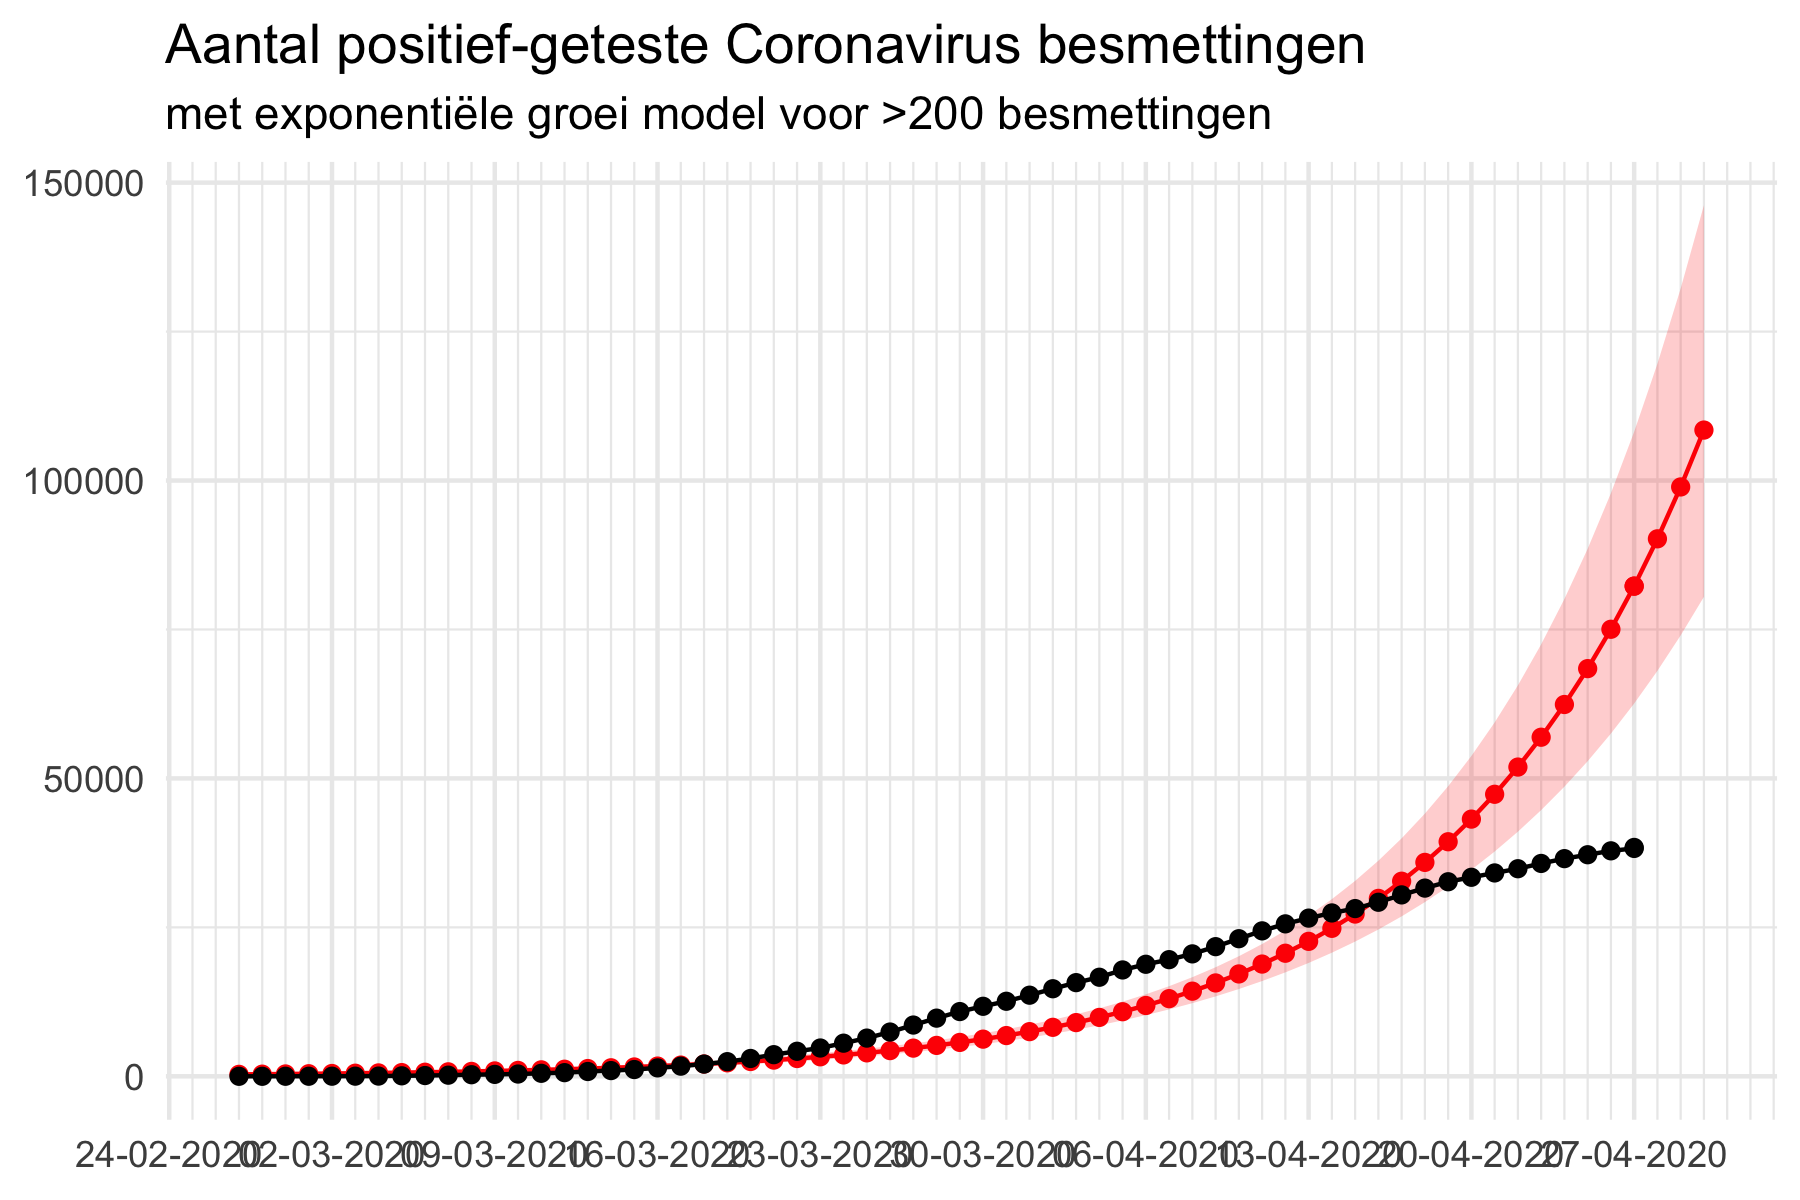 Aantal positief-geteste Coronavirus besmettingen
met exponentiële groei model voor >200 besmettingen
150000
100000
50000
0
24-02-2020 02-03-2020 09-03-2020 16-03-2020 23-03-2020 30-03-2020 06-04-2020 13-04-2020 20-04-2020 27-04-2020